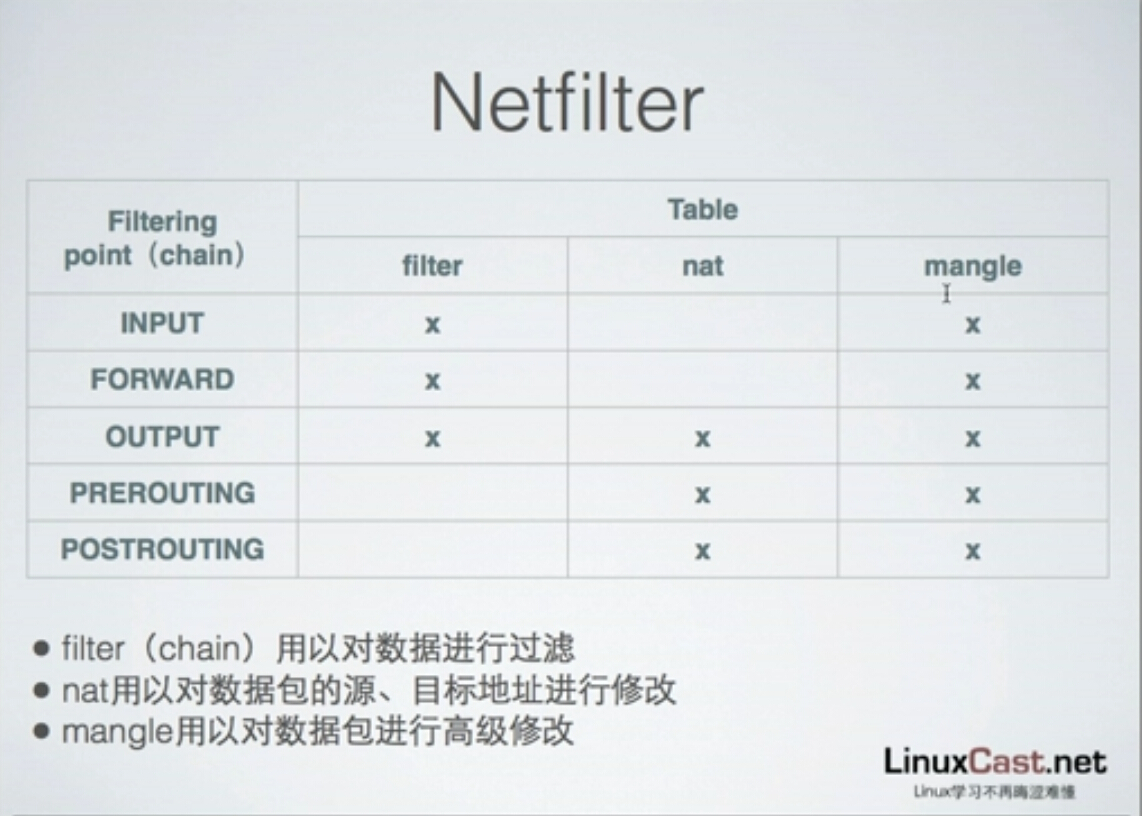 Netfilter
Filtering
point（chain）
Table
filter nat mangle
INPUT x x
FORWARD x x
OUTPUT x x x
PREROUTING x x
POSTROUTING x x
● filter（chain）用以对数据进行过滤
● nat用以对数据包的源、目标地址进行修改
● mangle用以对数据包进行高级修改
LinuxCast.net
Linux学习不再晦涩难懂